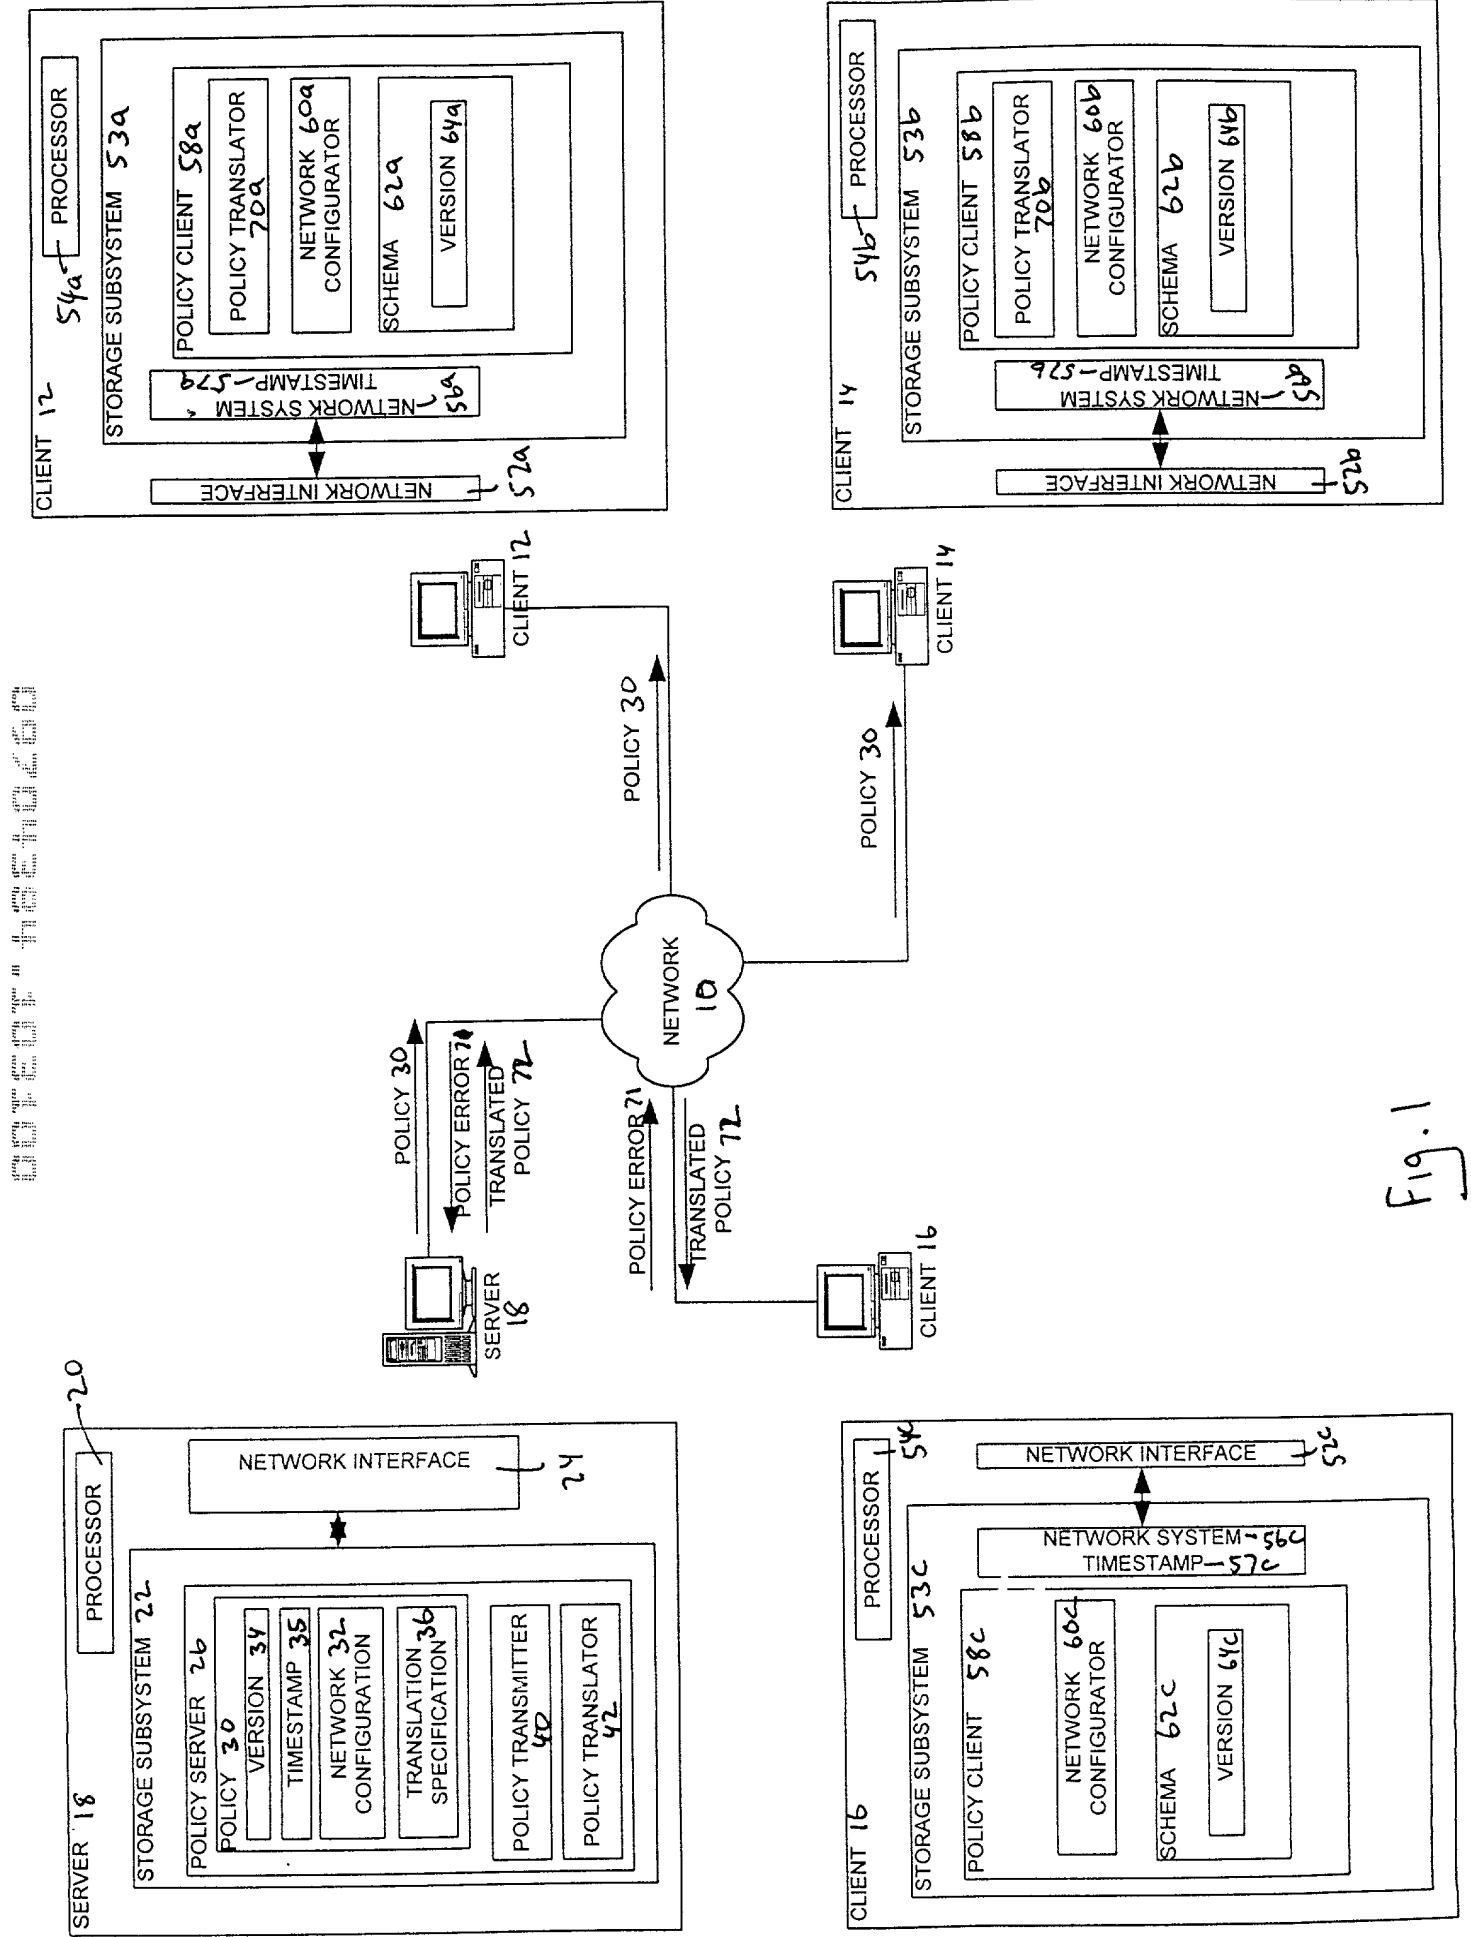 SERVER 18
PROCESSOR
20
STORAGE SUBSYSTEM 22
POLICY SERVER 26
POLICY 30
VERSION 34
TIMESTAMP 35
NETWORK 32
CONFIGURATION
TRANSLATION 36
SPECIFICATION
POLICY TRANSMITTER
40
POLICY TRANSLATOR
42
NETWORK INTERFACE
24
SERVER
18
POLICY 30
POLICY ERROR 71
TRANSLATED
POLICY 72
NETWORK
10
POLICY 30
CLIENT 12
CLIENT 12
54a
PROCESSOR
STORAGE SUBSYSTEM 53a
POLICY CLIENT 58a
POLICY TRANSLATOR
70a
NETWORK 60a
CONFIGURATOR
SCHEMA 62a
VERSION 64a
NETWORK SYSTEM
56a
TIMESTAMP-57a
NETWORK INTERFACE
52a
CLIENT 16
PROCESSOR
54c
STORAGE SUBSYSTEM 53c
POLICY CLIENT 58c
NETWORK 60c
CONFIGURATOR
SCHEMA 62c
VERSION 64c
NETWORK SYSTEM-56c
TIMESTAMP-57c
NETWORK INTERFACE
52c
CLIENT 16
POLICY ERROR 71
TRANSLATED
POLICY 72
POLICY 30
CLIENT 14
CLIENT 14
54b
PROCESSOR
STORAGE SUBSYSTEM 53b
POLICY CLIENT 58b
POLICY TRANSLATOR
70b
NETWORK 60b
CONFIGURATOR
SCHEMA 62b
VERSION 64b
NETWORK SYSTEM
56b
TIMESTAMP-57b
NETWORK INTERFACE
52b
Fig. 1